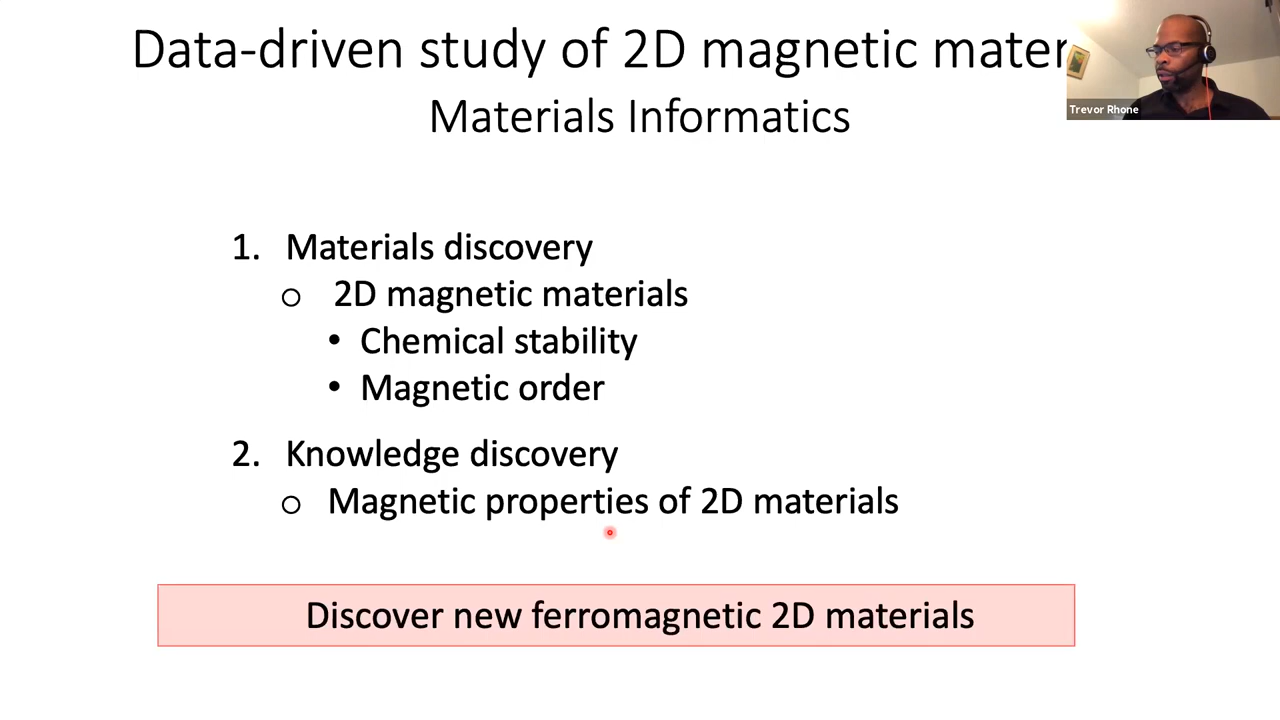 Data-driven study of 2D magnetic mater
Materials Informatics
Trevor Rhone
1. Materials discovery
o 2D magnetic materials
• Chemical stability
• Magnetic order
2. Knowledge discovery
o Magnetic properties of 2D materials
Discover new ferromagnetic 2D materials